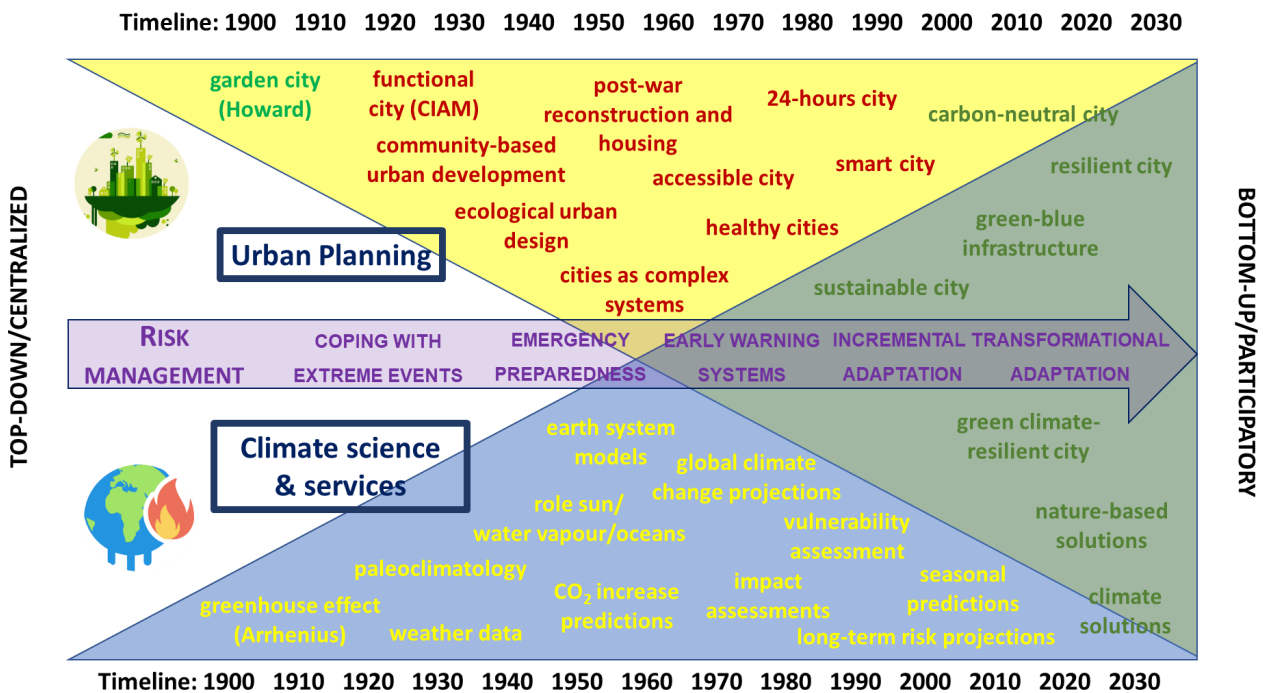 Timeline: 1900 1910 1920 1930 1940 1950 1960 1970 1980 1990 2000 2010 2020 2030
TOP-DOWN/CENTRALIZED
garden city
(Howard)
functional
city (CIAM)
post-war
reconstruction and
housing
24-hours city
carbon-neutral city
community-based
urban development
accessible city
smart city
resilient city
ecological urban
design
healthy cities
green-blue
infrastructure
Urban Planning
cities as complex
systems
sustainable city
RISK
MANAGEMENT
COPING WITH
EXTREME EVENTS
EMERGENCY
PREPAREDNESS
EARLY WARNING
SYSTEMS
INCREMENTAL
ADAPTATION
TRANSFORMATIONAL
ADAPTATION
Climate science
& services
earth system
models
global climate
change projections
green climate-
resilient city
role sun/
water vapour/oceans
vulnerability
assessment
nature-based
solutions
paleoclimatology
CO₂ increase
predictions
impact
assessments
seasonal
predictions
climate
solutions
greenhouse effect
(Arrhenius)
weather data
long-term risk projections
BOTTOM-UP/PARTICIPATORY
Timeline: 1900 1910 1920 1930 1940 1950 1960 1970 1980 1990 2000 2010 2020 2030